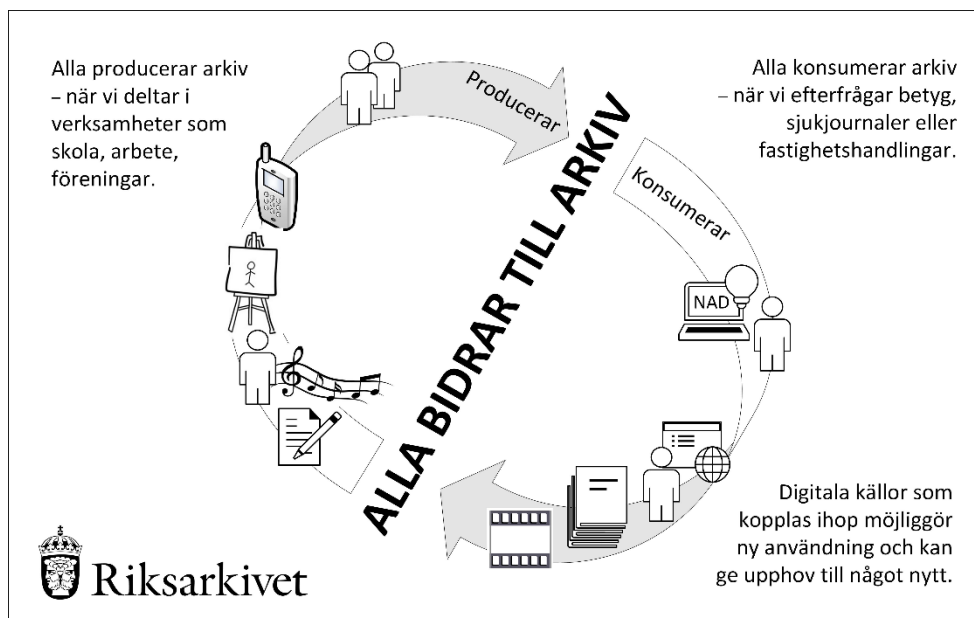 Alla producerar arkiv
– när vi deltar i
verksamheter som
skola, arbete,
föreningar.
Producerar
ALLA BIDRAR TILL ARKIV
Konsumerar
Alla konsumerar arkiv
– när vi efterfrågar betyg,
sjukjournaler eller
fastighetshandlingar.
NAD
Digitala källor som
kopplas ihop möjliggör
ny användning och kan
ge upphov till något nytt.
Riksarkivet